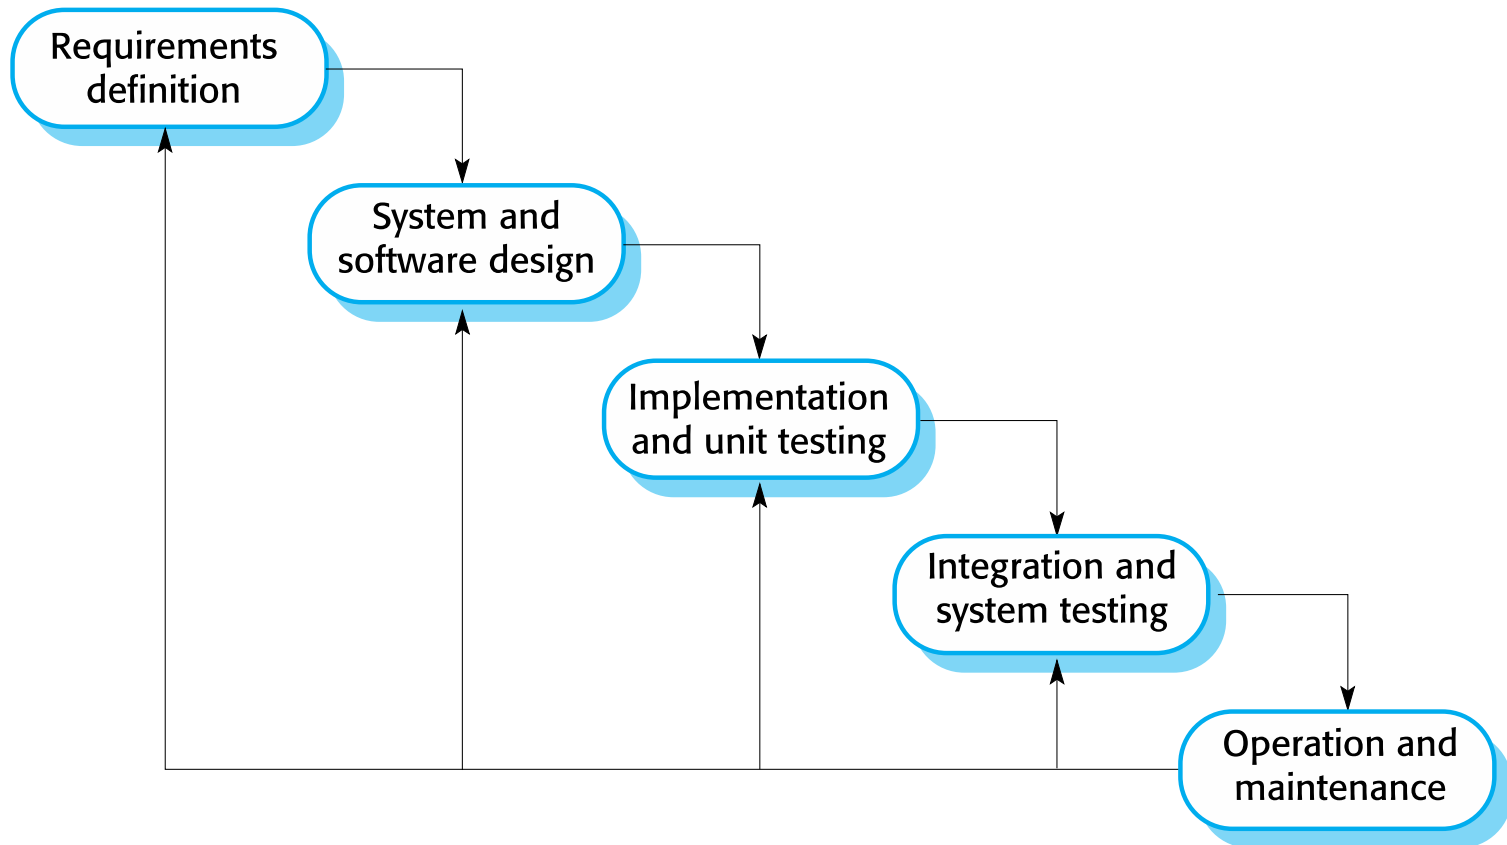 Requirements
definition
System and
software design
Implementation
and unit testing
Integration and
system testing
Operation and
maintenance